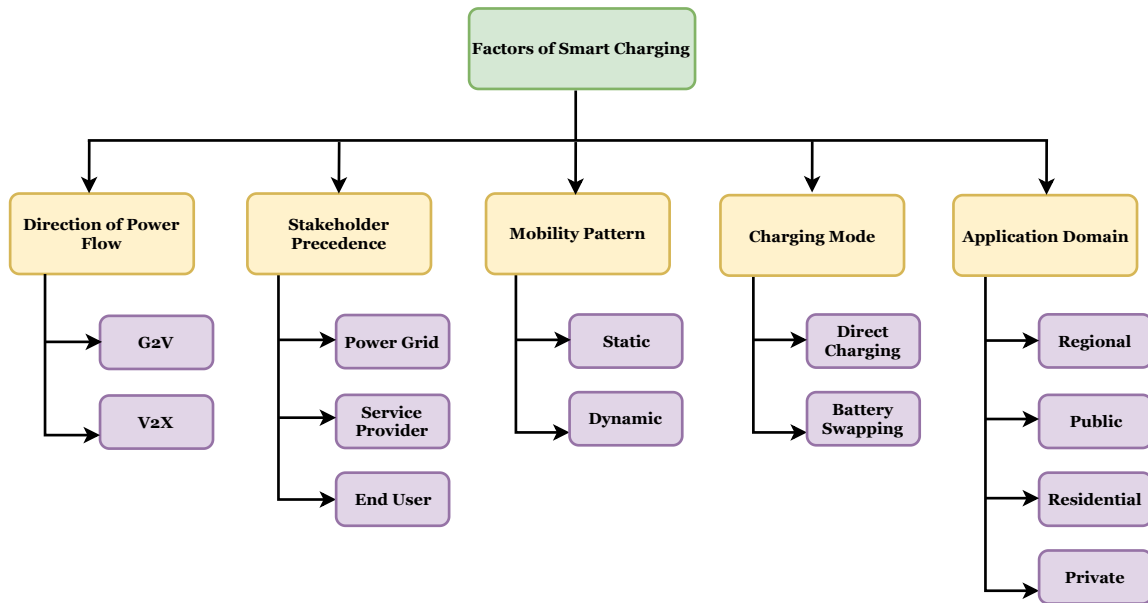 Factors of Smart Charging
Direction of Power
Flow
Stakeholder
Precedence
Mobility Pattern
Charging Mode
Application Domain
G2V
V2X
Power Grid
Service
Provider
End User
Static
Dynamic
Direct
Charging
Battery
Swapping
Regional
Public
Residential
Private